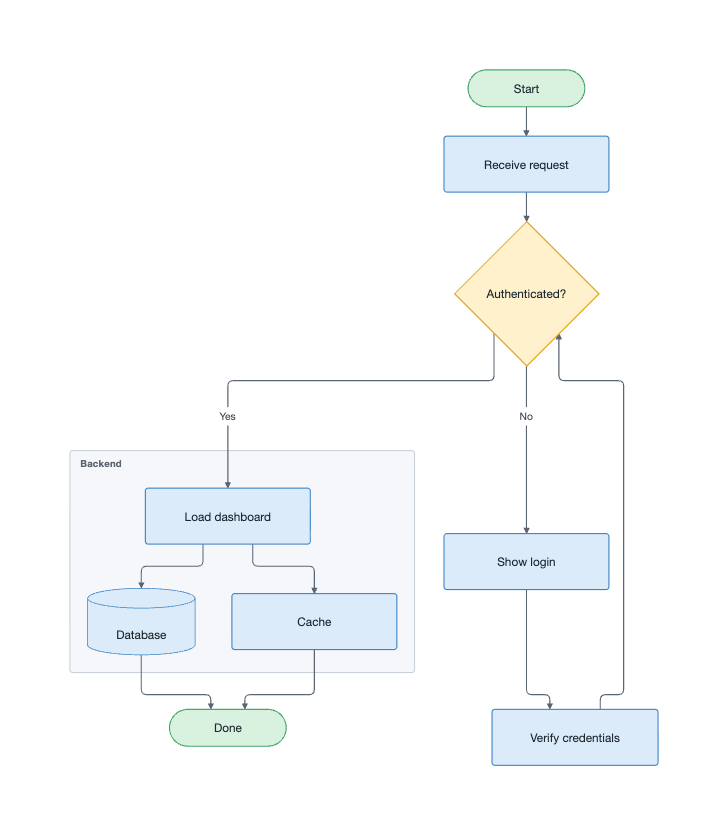 Start
Receive request
Authenticated?
Yes
No
Backend
Load dashboard
Show login
Database
Cache
Done
Verify credentials